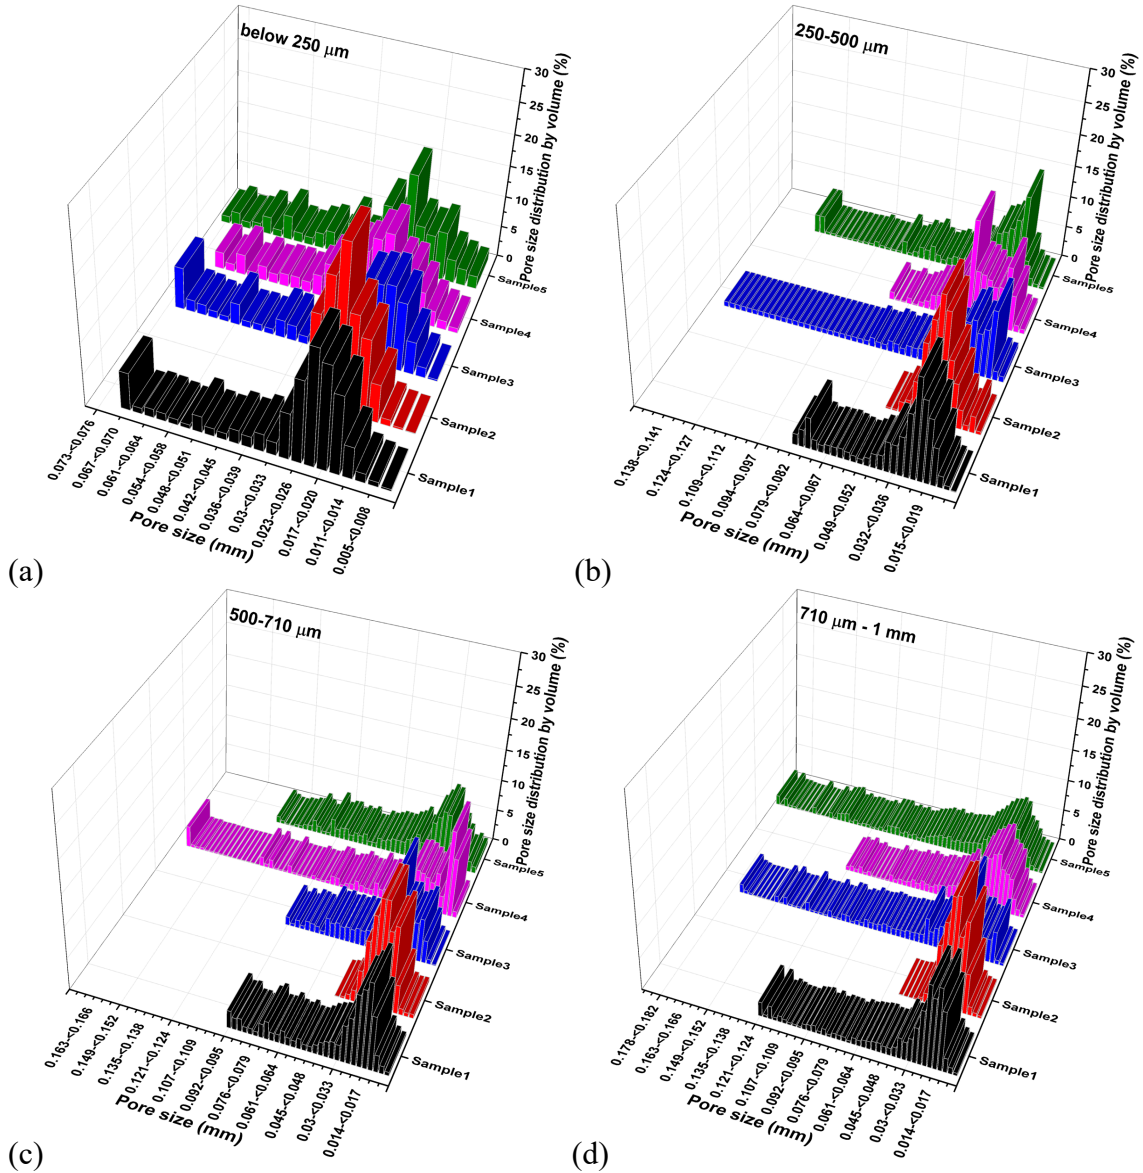 below 250 μm
Pore size distribution by volume (%)
30
25
20
15
10
5
0
Sample5
Sample4
Sample3
Sample2
Sample1
0.073-<0.076
0.067-<0.070
0.061-<0.064
0.054-<0.058
0.048-<0.051
0.042-<0.045
0.036-<0.039
0.03-<0.033
0.023-<0.026
0.017-<0.020
0.011-<0.014
0.005-<0.008
Pore size (mm)
(a)
250-500 μm
Pore size distribution by volume (%)
30
25
20
15
10
5
0
Sample5
Sample4
Sample3
Sample2
Sample1
0.138-<0.141
0.124-<0.127
0.109-<0.112
0.094-<0.097
0.079-<0.082
0.064-<0.067
0.049-<0.052
0.032-<0.036
0.015-<0.019
Pore size (mm)
(b)
500-710 μm
Pore size distribution by volume (%)
30
25
20
15
10
5
0
Sample5
Sample4
Sample3
Sample2
Sample1
0.163-<0.166
0.149-<0.152
0.135-<0.138
0.121-<0.124
0.107-<0.109
0.092-<0.095
0.076-<0.079
0.061-<0.064
0.045-<0.048
0.03-<0.033
0.014-<0.017
Pore size (mm)
(c)
710 μm - 1 mm
Pore size distribution by volume (%)
30
25
20
15
10
5
0
Sample5
Sample4
Sample3
Sample2
Sample1
0.178-<0.182
0.163-<0.166
0.149-<0.152
0.135-<0.138
0.121-<0.124
0.107-<0.109
0.092-<0.095
0.076-<0.079
0.061-<0.064
0.045-<0.048
0.03-<0.033
0.014-<0.017
Pore size (mm)
(d)